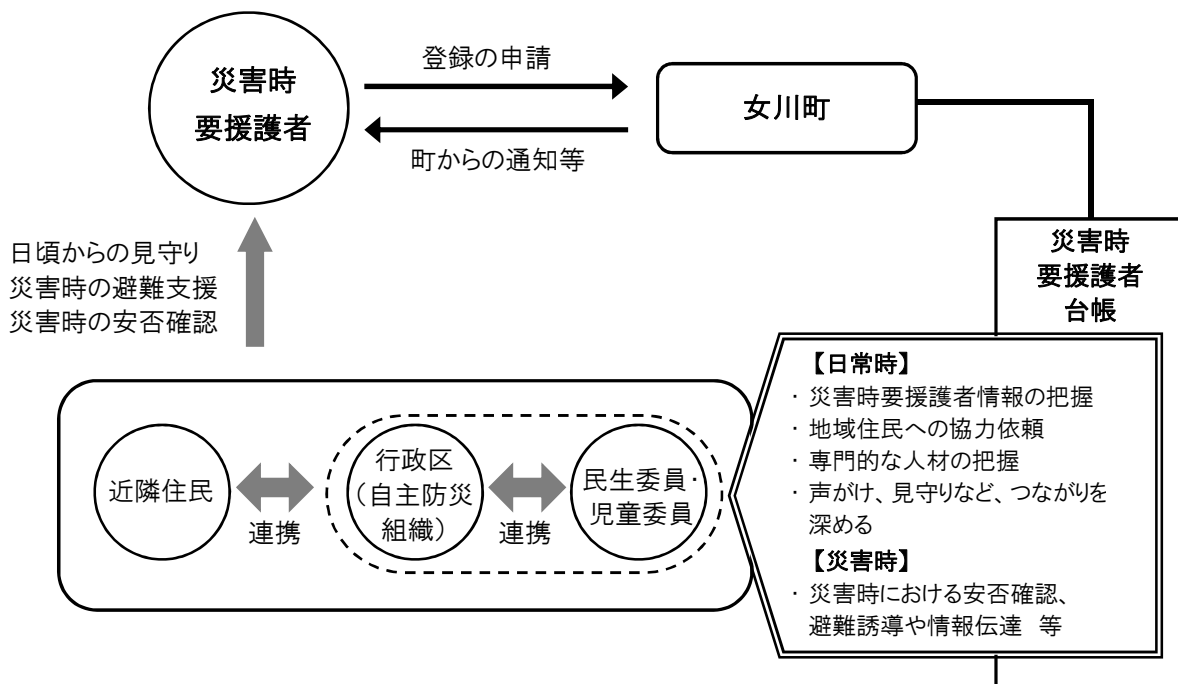 災害時
要援護者
登録の申請
町からの通知等
女川町
災害時
要援護者
台帳
日頃からの見守り
災害時の避難支援
災害時の安否確認
近隣住民
連携
行政区
(自主防災
組織)
連携
民生委員・
児童委員
【日常時】
・災害時要援護者情報の把握
・地域住民への協力依頼
・専門的な人材の把握
・声がけ、見守りなど、つながりを
深める
【災害時】
・災害時における安否確認、
避難誘導や情報伝達 等